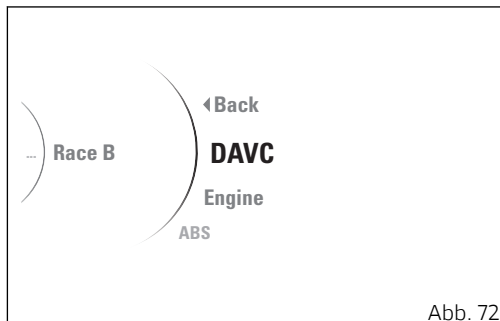 ◀Back
... Race B
DAVC
Engine
ABS
Abb. 72